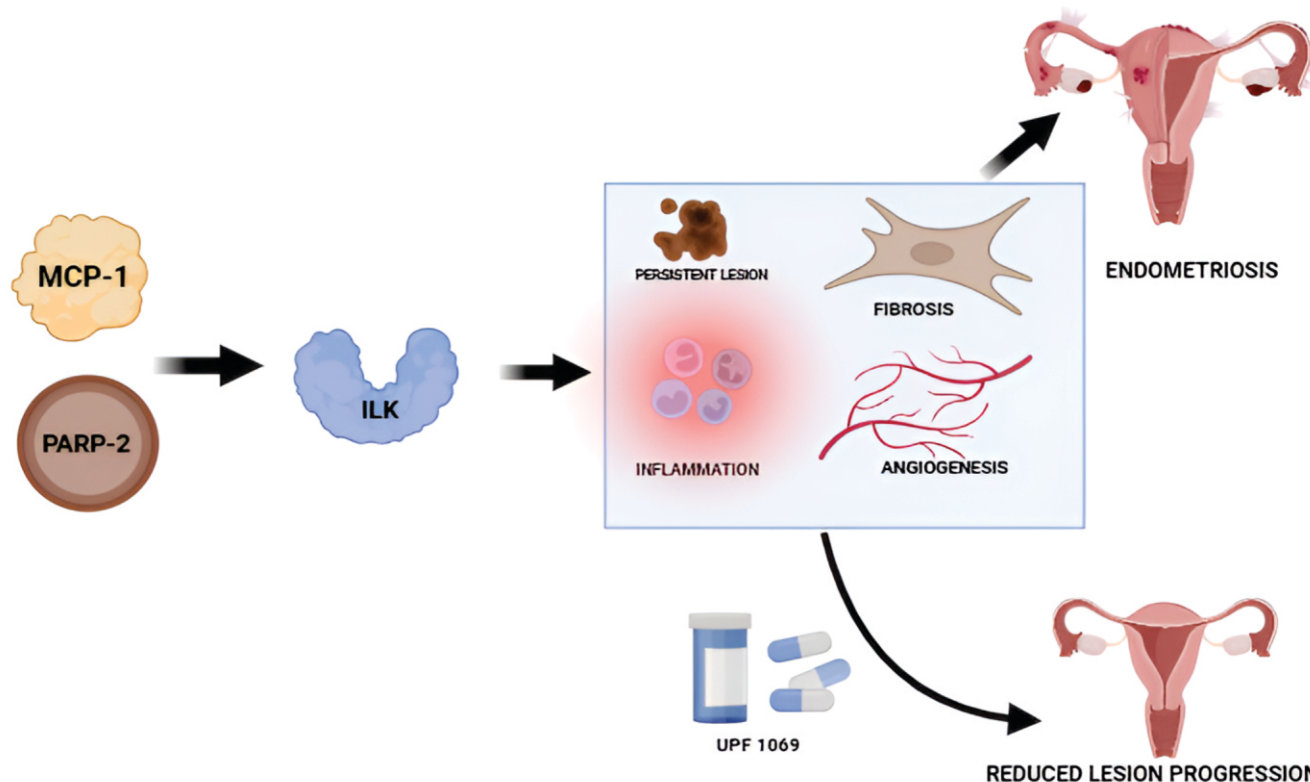 MCP-1
PARP-2
ILK
PERSISTENT LESION
FIBROSIS
INFLAMMATION
ANGIOGENESIS
ENDOMETRIOSIS
UPF 1069
REDUCED LESION PROGRESSION